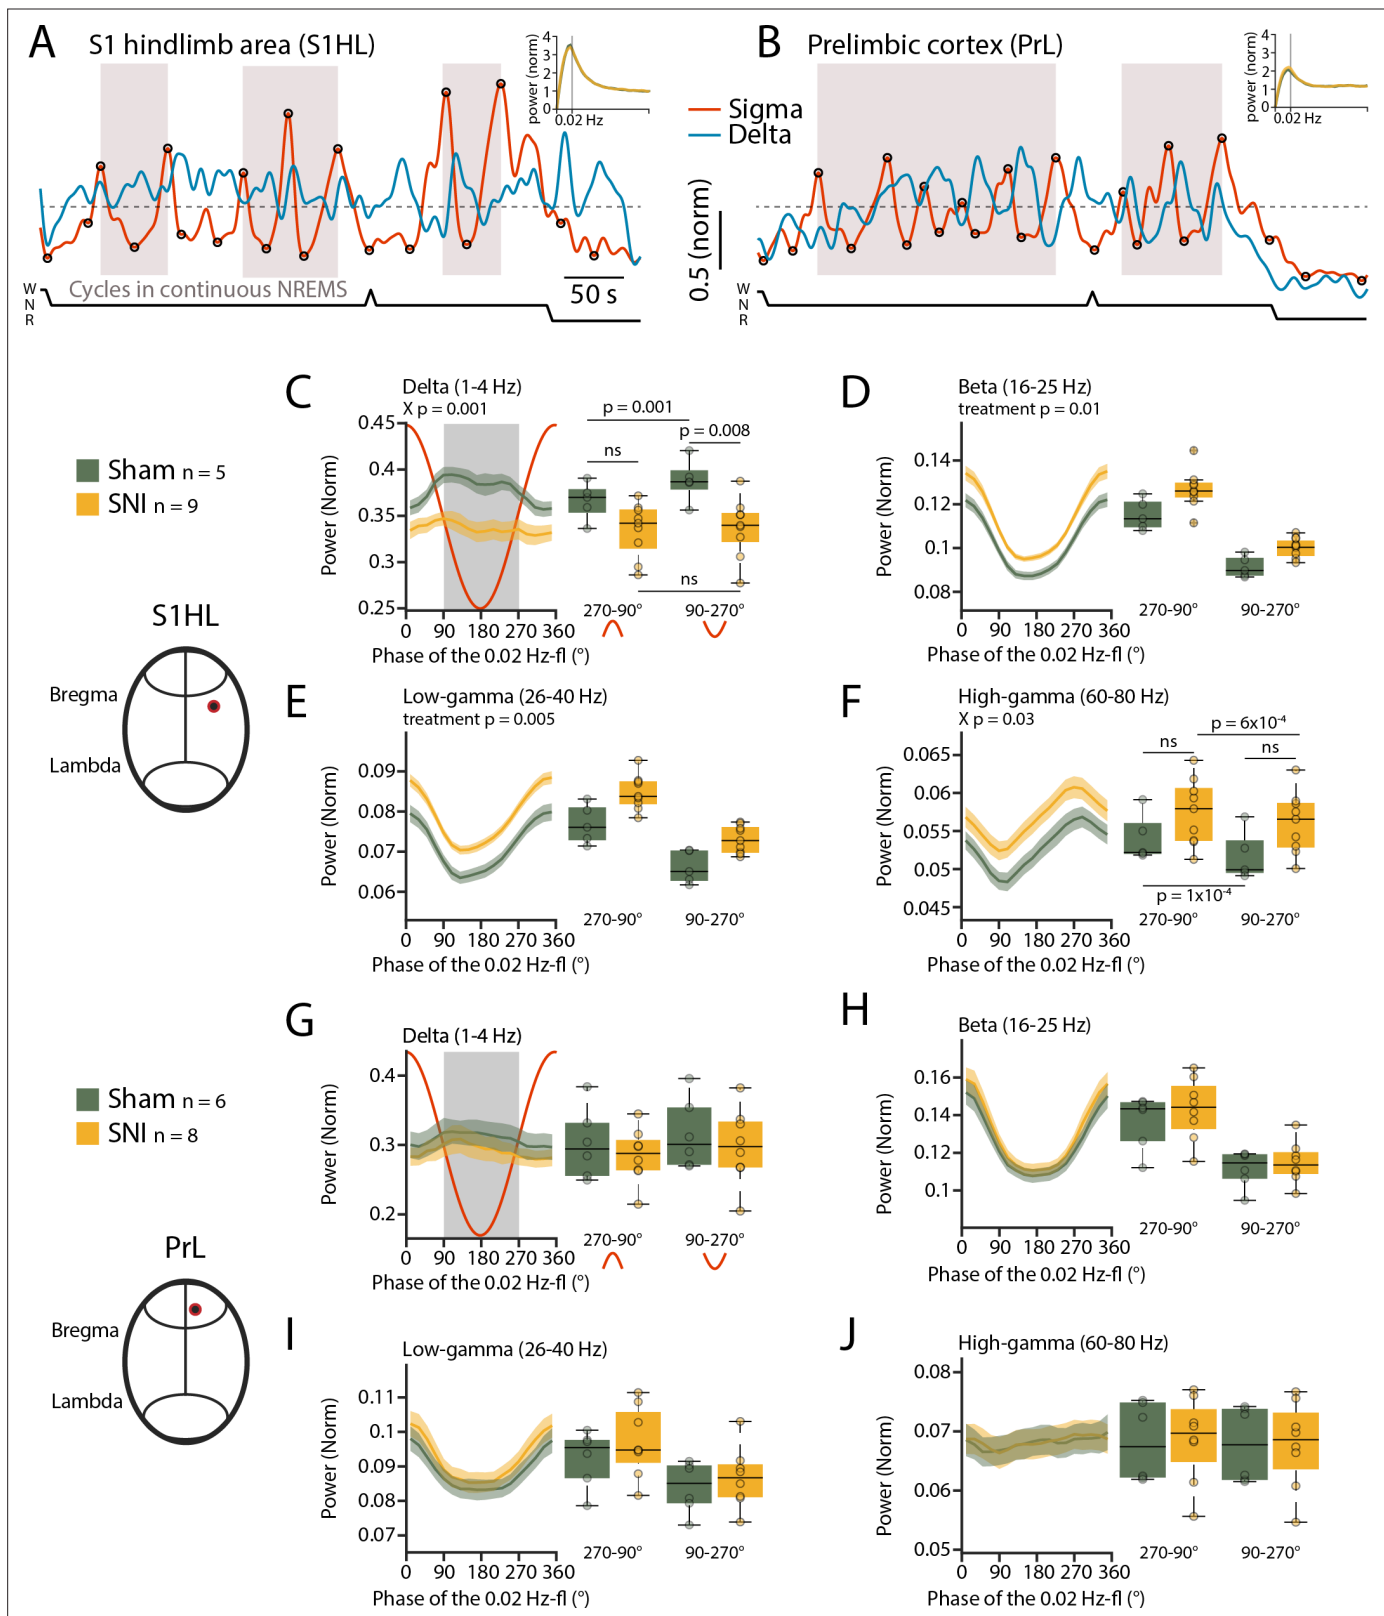 A S1 hindlimb area (S1HL)
power (norm)
4
3
2
1
0
0.02 Hz
Cycles in continuous NREMS
50 s
W
N
R
B Prelimbic cortex (PrL)
power (norm)
4
3
2
1
0
0.02 Hz
Sigma
Delta
0.5 (norm)
W
N
R
Sham n = 5
SNI n = 9
S1HL
Bregma
Lambda
C Delta (1-4 Hz)
X p = 0.001
p = 0.001
p = 0.008
ns
ns
Power (Norm)
0.45
0.4
0.35
0.3
0.25
270-90° 90-270°
0 90 180 270 360
Phase of the 0.02 Hz-fl (°)
D Beta (16-25 Hz)
treatment p = 0.01
Power (Norm)
0.14
0.12
0.1
0.08
270-90° 90-270°
0 90 180 270 360
Phase of the 0.02 Hz-fl (°)
E Low-gamma (26-40 Hz)
treatment p = 0.005
Power (Norm)
0.09
0.08
0.07
0.06
270-90° 90-270°
0 90 180 270 360
Phase of the 0.02 Hz-fl (°)
F High-gamma (60-80 Hz)
X p = 0.03
p = 6x10-4
ns
ns
p = 1x10-4
Power (Norm)
0.065
0.06
0.055
0.05
0.045
270-90° 90-270°
0 90 180 270 360
Phase of the 0.02 Hz-fl (°)
Sham n = 6
SNI n = 8
PrL
Bregma
Lambda
G Delta (1-4 Hz)
Power (Norm)
0.4
0.3
0.2
270-90° 90-270°
0 90 180 270 360
Phase of the 0.02 Hz-fl (°)
H Beta (16-25 Hz)
Power (Norm)
0.16
0.14
0.12
0.1
270-90° 90-270°
0 90 180 270 360
Phase of the 0.02 Hz-fl (°)
I Low-gamma (26-40 Hz)
Power (Norm)
0.11
0.1
0.09
0.08
0.07
270-90° 90-270°
0 90 180 270 360
Phase of the 0.02 Hz-fl (°)
J High-gamma (60-80 Hz)
Power (Norm)
0.08
0.07
0.06
0.05
270-90° 90-270°
0 90 180 270 360
Phase of the 0.02 Hz-fl (°)